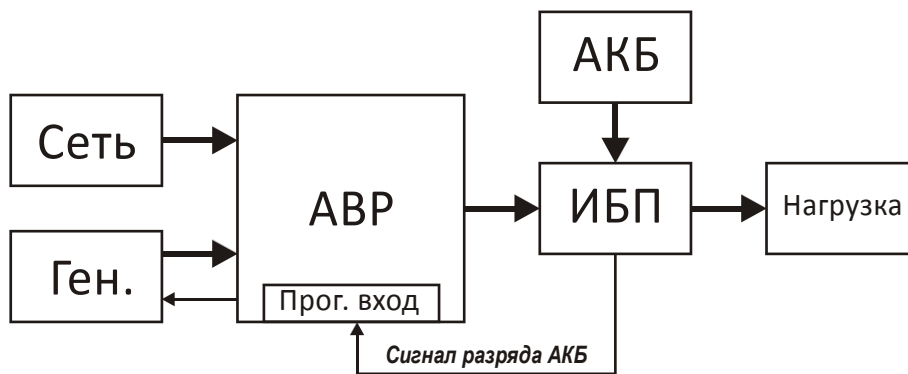 АКБ
Сеть
АВР
ИБП
Нагрузка
Ген.
Прог. вход
Сигнал разряда АКБ